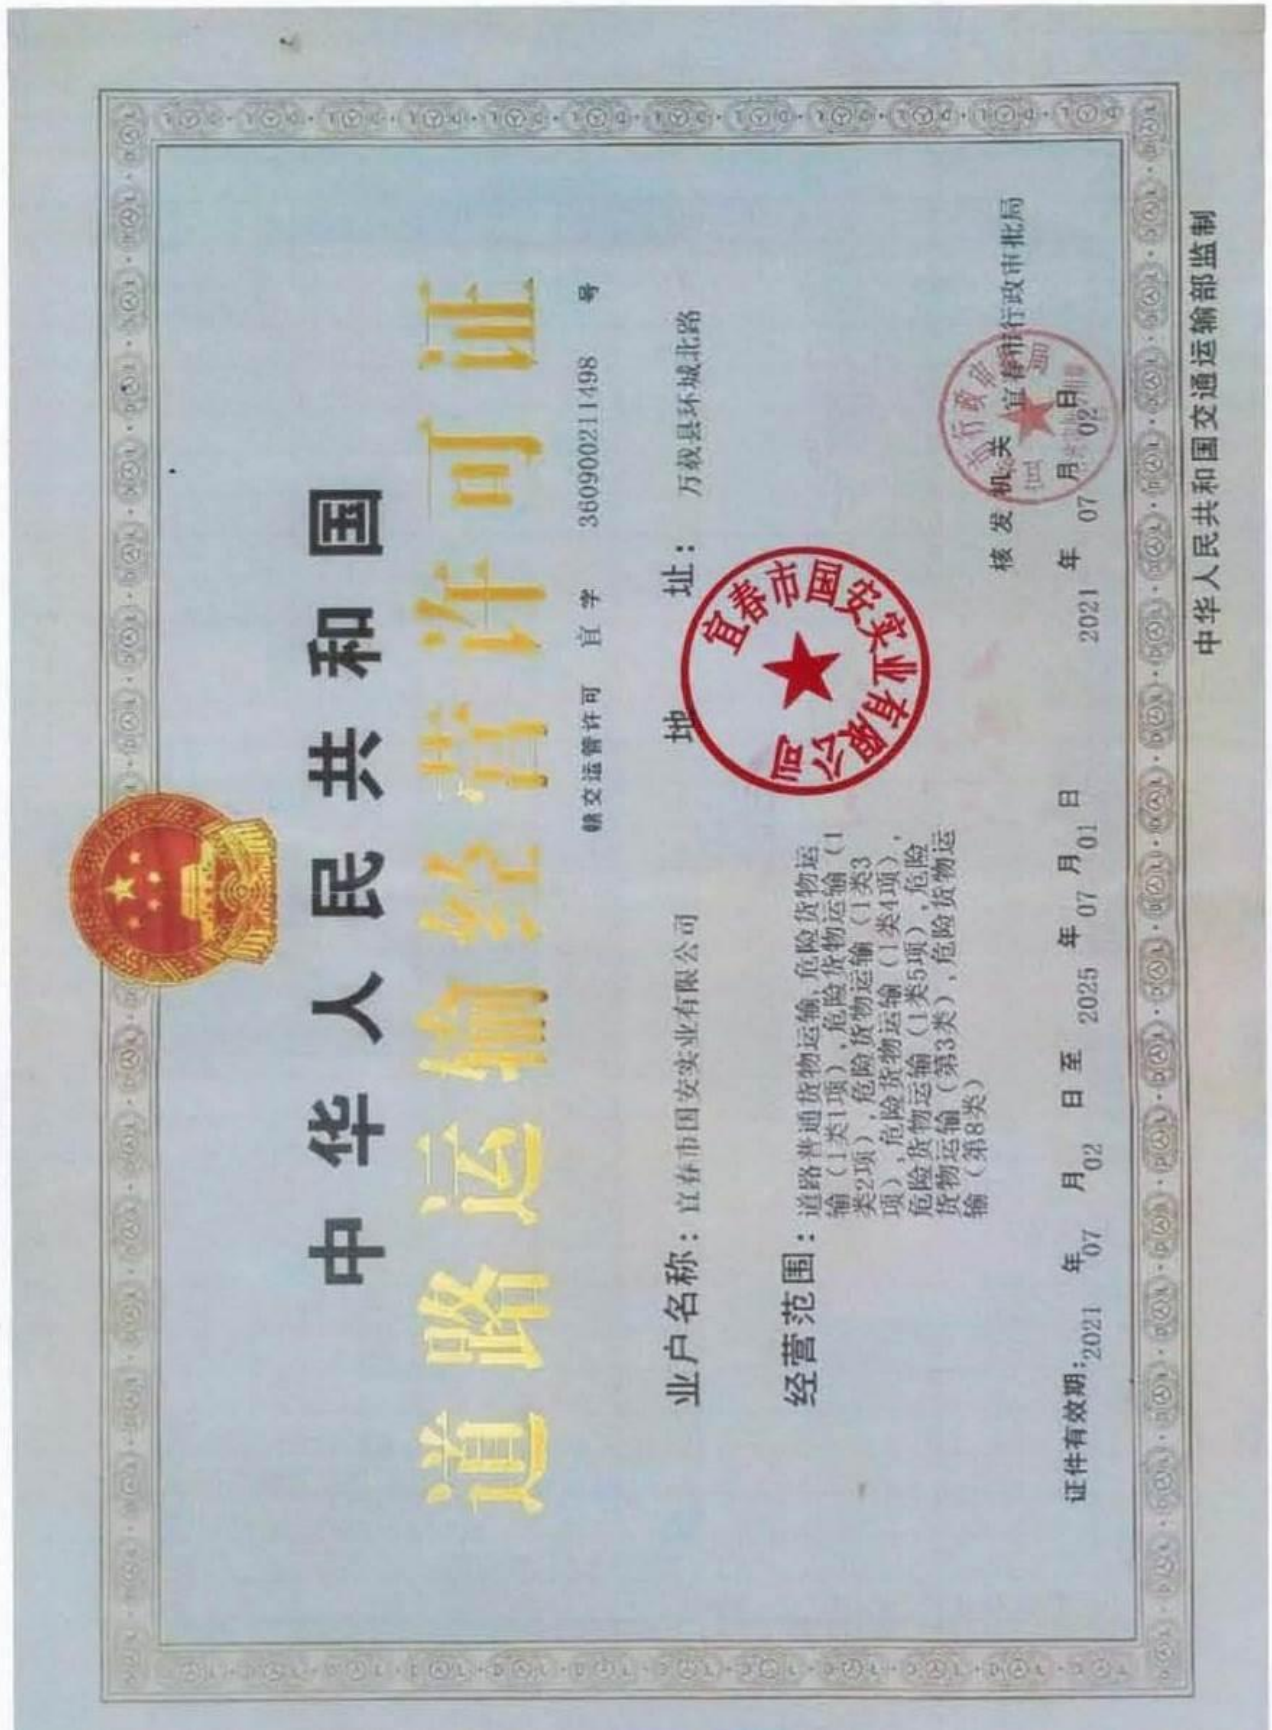 中华人民共和国
道路运输经营许可证
赣交运管许可 宜 字 360900211498 号
业户名称：宜春市国安实业有限公司
地 址：万载县环城北路
经营范围：道路普通货物运输,危险货物运
输（1类1项）,危险货物运输（1
类2项）,危险货物运输（1类3
项）,危险货物运输（1类4项）,
危险货物运输（1类5项）,危险
货物运输（第3类）,危险货物运
输（第8类）
宜春市国安实业有限公司
核发机关 宜春市行政审批局
2021 年 07 月 02 日
证件有效期:2021 年 07 月 02 日 至 2025 年 07 月 01 日
中华人民共和国交通运输部监制